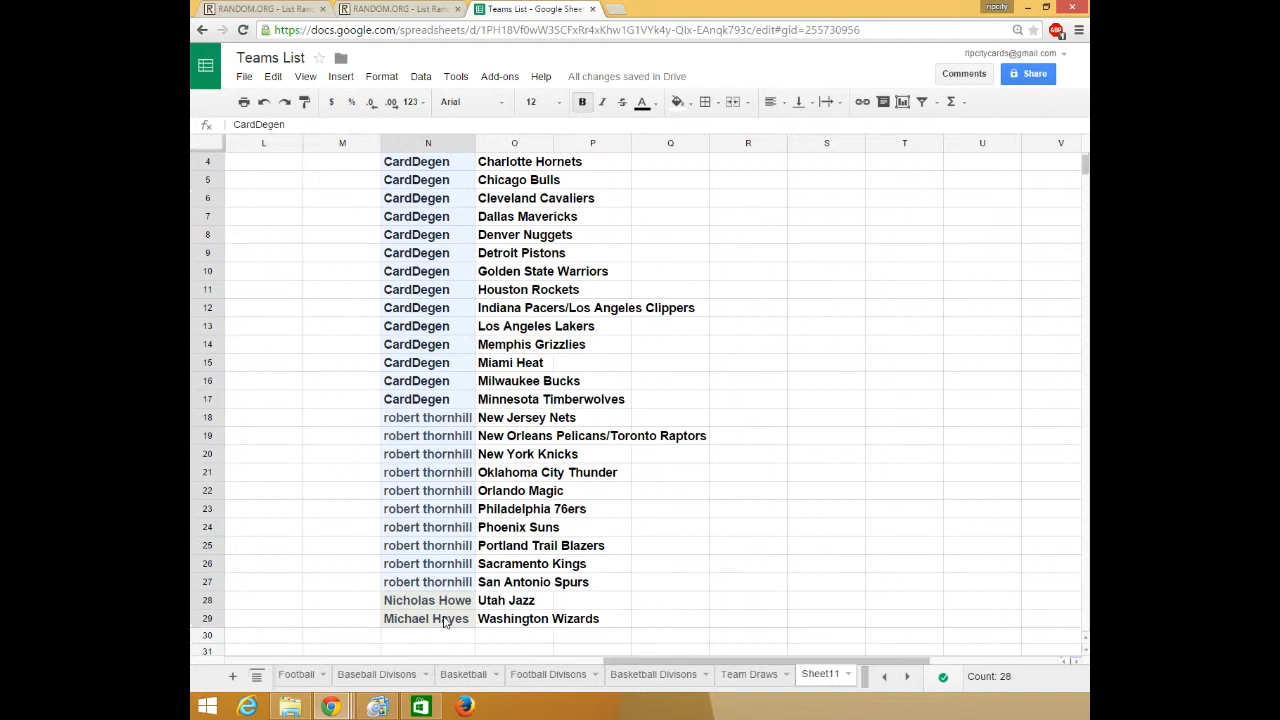 RANDOM.ORG - List Ran
RANDOM.ORG - List Ran
Teams List - Google Sheet
ripcity
https://docs.google.com/spreadsheets/d/1PH18Vf0wW3SCFxRr4xKhw1G1VYk4y-QIx-EAnqk793c/edit#gid=255730956
Teams List
ripcitycards@gmail.com
File Edit View Insert Format Data Tools Add-ons Help All changes saved in Drive
Comments
Share
$ % .0 .00 123 Arial 12 B I S A Σ
fx CardDegen
L M N O P Q R S T U V
4 CardDegen Charlotte Hornets
5 CardDegen Chicago Bulls
6 CardDegen Cleveland Cavaliers
7 CardDegen Dallas Mavericks
8 CardDegen Denver Nuggets
9 CardDegen Detroit Pistons
10 CardDegen Golden State Warriors
11 CardDegen Houston Rockets
12 CardDegen Indiana Pacers/Los Angeles Clippers
13 CardDegen Los Angeles Lakers
14 CardDegen Memphis Grizzlies
15 CardDegen Miami Heat
16 CardDegen Milwaukee Bucks
17 CardDegen Minnesota Timberwolves
18 robert thornhill New Jersey Nets
19 robert thornhill New Orleans Pelicans/Toronto Raptors
20 robert thornhill New York Knicks
21 robert thornhill Oklahoma City Thunder
22 robert thornhill Orlando Magic
23 robert thornhill Philadelphia 76ers
24 robert thornhill Phoenix Suns
25 robert thornhill Portland Trail Blazers
26 robert thornhill Sacramento Kings
27 robert thornhill San Antonio Spurs
28 Nicholas Howe Utah Jazz
29 Michael Hayes Washington Wizards
30
31
Football Baseball Divisons Basketball Football Divisons Basketball Divisons Team Draws Sheet11 Count: 28